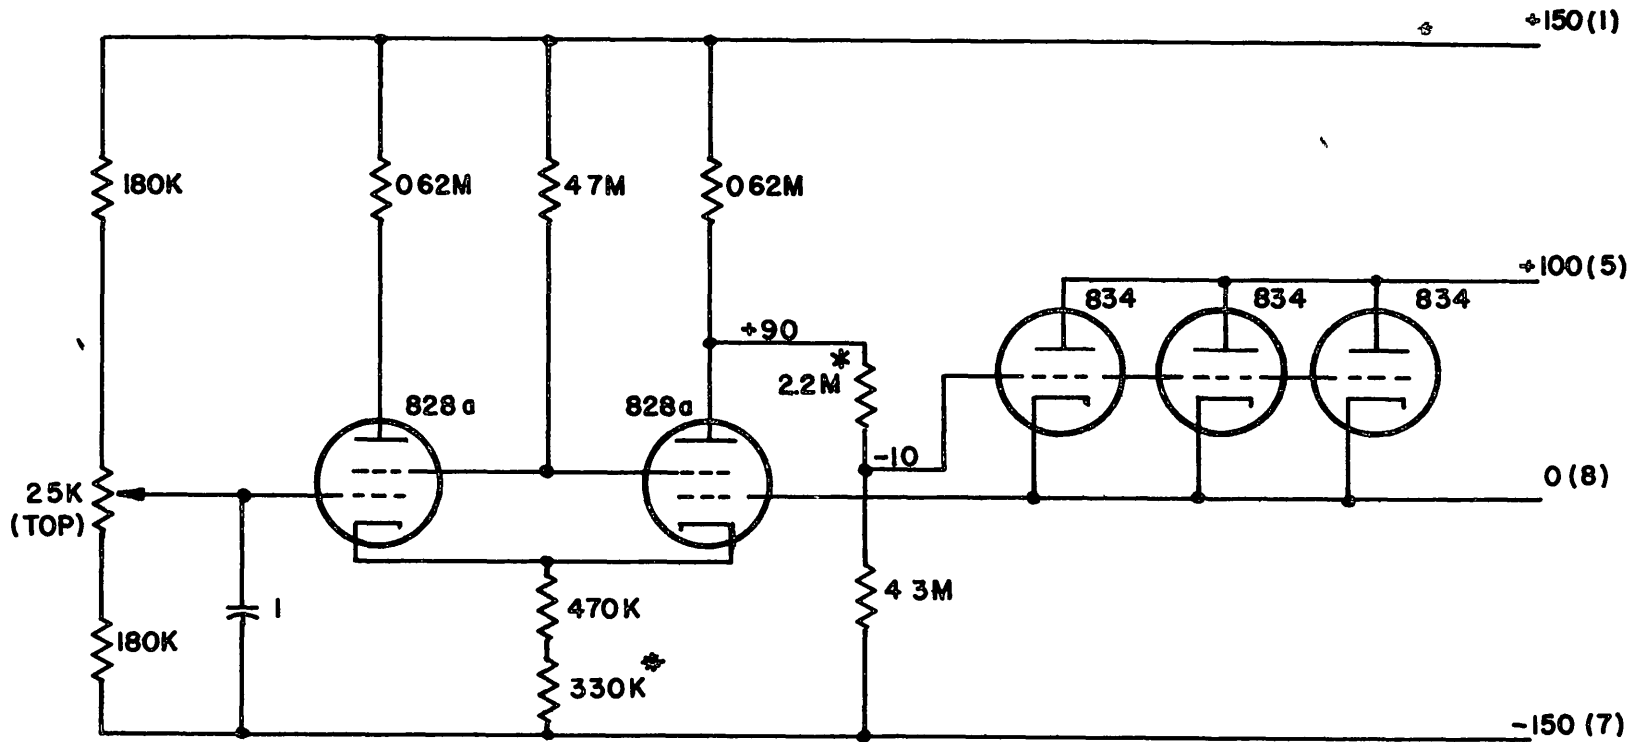 +150(1)
180K
062M
47M
062M
+100(5)
834
834
834
+90
*
2.2M
828a
828a
-10
25K
(TOP)
0(8)
1
470K
43M
180K
330K*
-150(7)